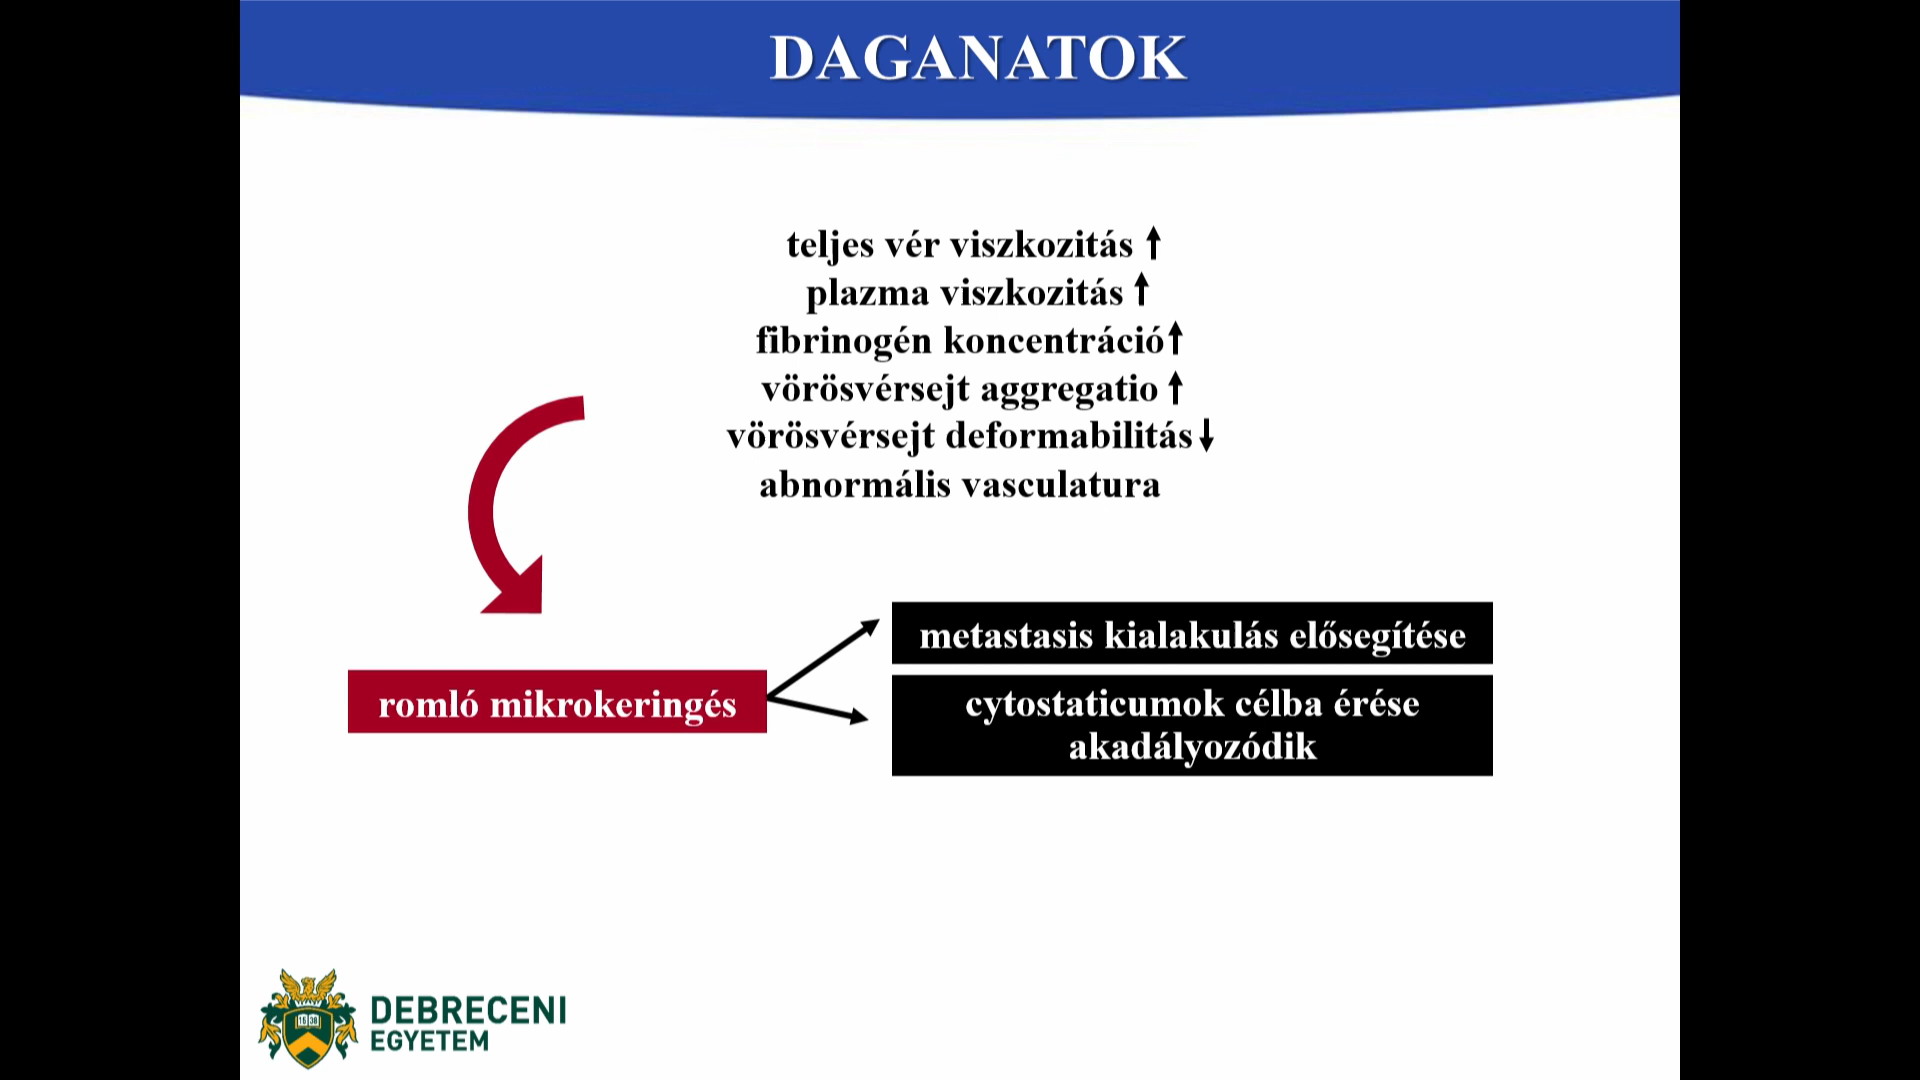 DAGANATOK
teljes vér viszkozitás ↑
plazma viszkozitás ↑
fibrinogén koncentráció↑
vörösvérsejt aggregatio ↑
vörösvérsejt deformabilitás↓
abnormális vasculatura
romló mikrokeringés
metastasis kialakulás elősegítése
cytostaticumok célba érése
akadályozódik
1538
DEBRECENI
EGYETEM